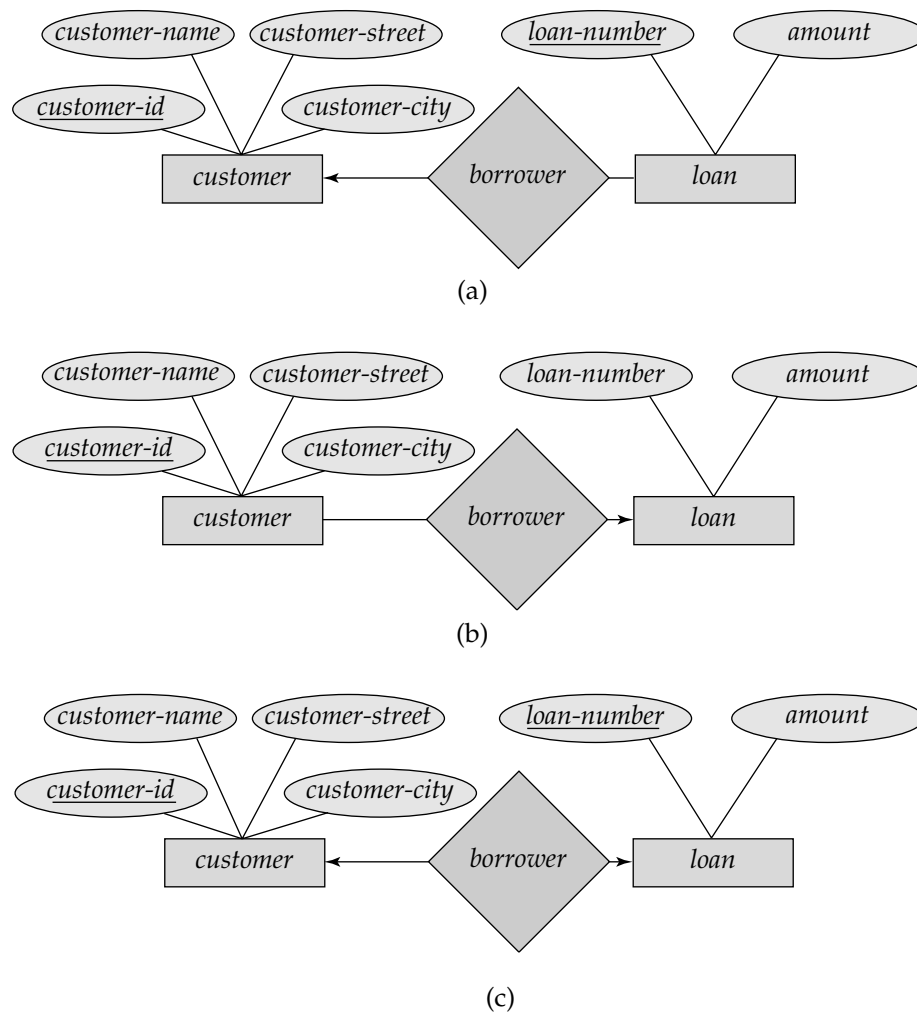 customer-name customer-street loan-number amount
customer-id customer-city
customer borrower loan
(a)
customer-name customer-street loan-number amount
customer-id customer-city
customer borrower loan
(b)
customer-name customer-street loan-number amount
customer-id customer-city
customer borrower loan
(c)